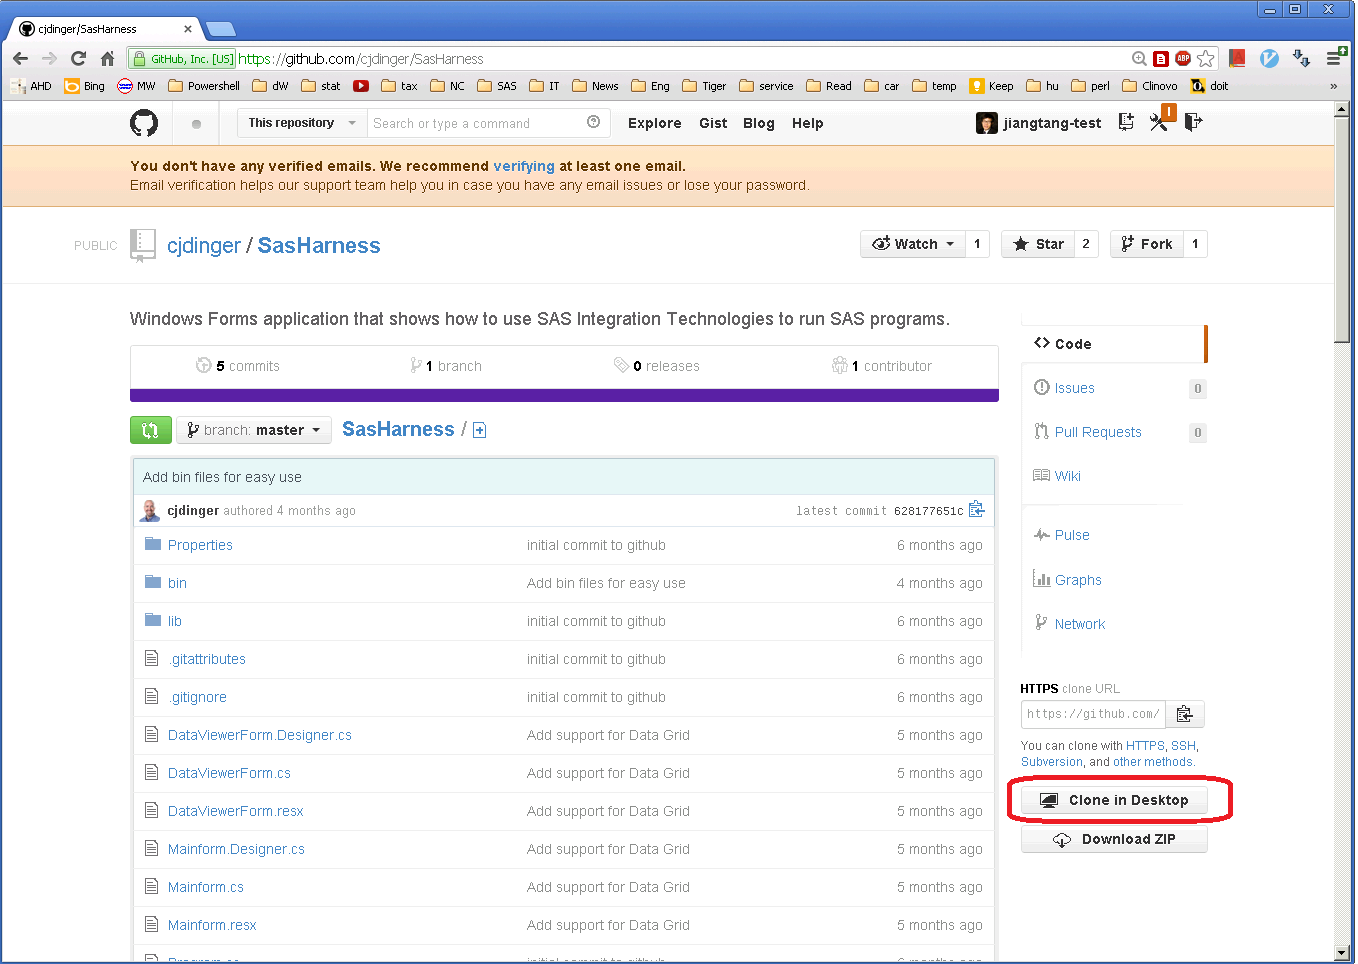 cjdinger/SasHarness
GitHub, Inc. [US] https://github.com/cjdinger/SasHarness
AHD Bing MW Powershell dW stat tax NC SAS IT News Eng Tiger service Read car temp Keep hu perl Clinovo doit »
This repository Search or type a command Explore Gist Blog Help jiangtang-test
You don't have any verified emails. We recommend verifying at least one email.
Email verification helps our support team help you in case you have any email issues or lose your password.
PUBLIC cjdinger / SasHarness Watch 1 Star 2 Fork 1
Windows Forms application that shows how to use SAS Integration Technologies to run SAS programs.
5 commits 1 branch 0 releases 1 contributor
branch: master SasHarness /
Add bin files for easy use
cjdinger authored 4 months ago latest commit 628177651c
Properties initial commit to github 6 months ago
bin Add bin files for easy use 4 months ago
lib initial commit to github 6 months ago
.gitattributes initial commit to github 6 months ago
.gitignore initial commit to github 6 months ago
DataViewerForm.Designer.cs Add support for Data Grid 5 months ago
DataViewerForm.cs Add support for Data Grid 5 months ago
DataViewerForm.resx Add support for Data Grid 5 months ago
Mainform.Designer.cs Add support for Data Grid 5 months ago
Mainform.cs Add support for Data Grid 5 months ago
Mainform.resx Add support for Data Grid 5 months ago
Program.cs initial commit to github 6 months ago
Code
Issues 0
Pull Requests 0
Wiki
Pulse
Graphs
Network
HTTPS clone URL
https://github.com/
You can clone with HTTPS, SSH,
Subversion, and other methods.
Clone in Desktop
Download ZIP